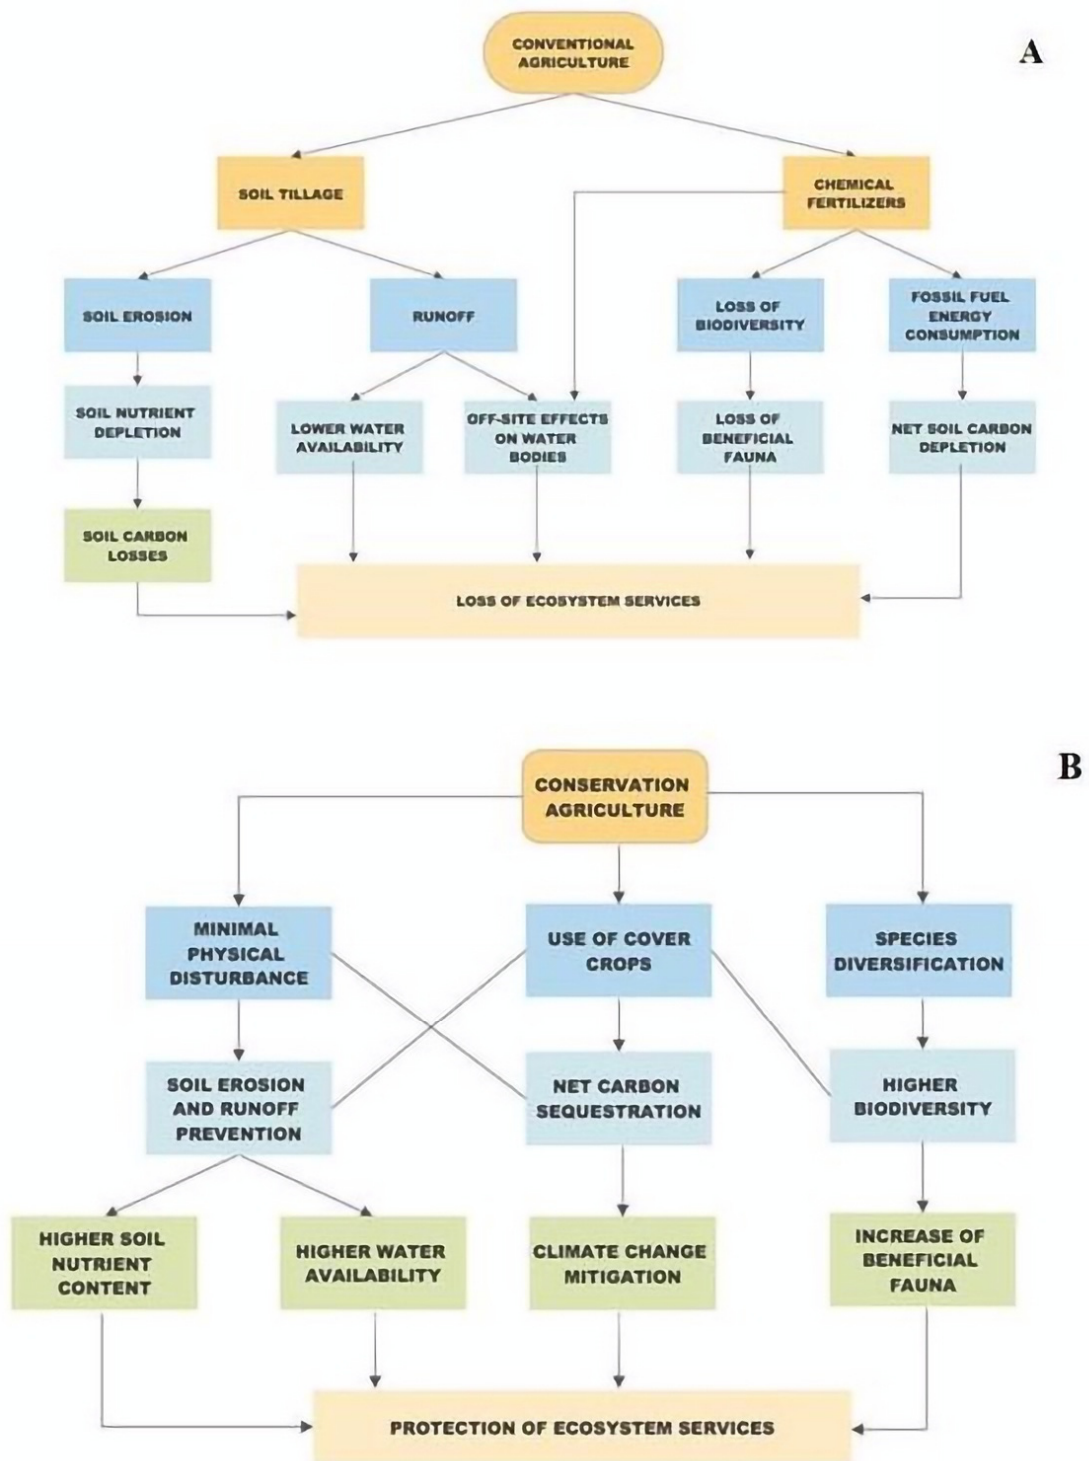 CONVENTIONAL
AGRICULTURE
A
SOIL TILLAGE
CHEMICAL
FERTILIZERS
SOIL EROSION
RUNOFF
LOSS OF
BIODIVERSITY
FOSSIL FUEL
ENERGY
CONSUMPTION
SOIL NUTRIENT
DEPLETION
LOWER WATER
AVAILABILITY
OFF-SITE EFFECTS
ON WATER
BODIES
LOSS OF
BENEFICIAL
FAUNA
NET SOIL CARBON
DEPLETION
SOIL CARBON
LOSSES
LOSS OF ECOSYSTEM SERVICES
B
CONSERVATION
AGRICULTURE
MINIMAL
PHYSICAL
DISTURBANCE
USE OF COVER
CROPS
SPECIES
DIVERSIFICATION
SOIL EROSION
AND RUNOFF
PREVENTION
NET CARBON
SEQUESTRATION
HIGHER
BIODIVERSITY
HIGHER SOIL
NUTRIENT
CONTENT
HIGHER WATER
AVAILABILITY
CLIMATE CHANGE
MITIGATION
INCREASE OF
BENEFICIAL
FAUNA
PROTECTION OF ECOSYSTEM SERVICES